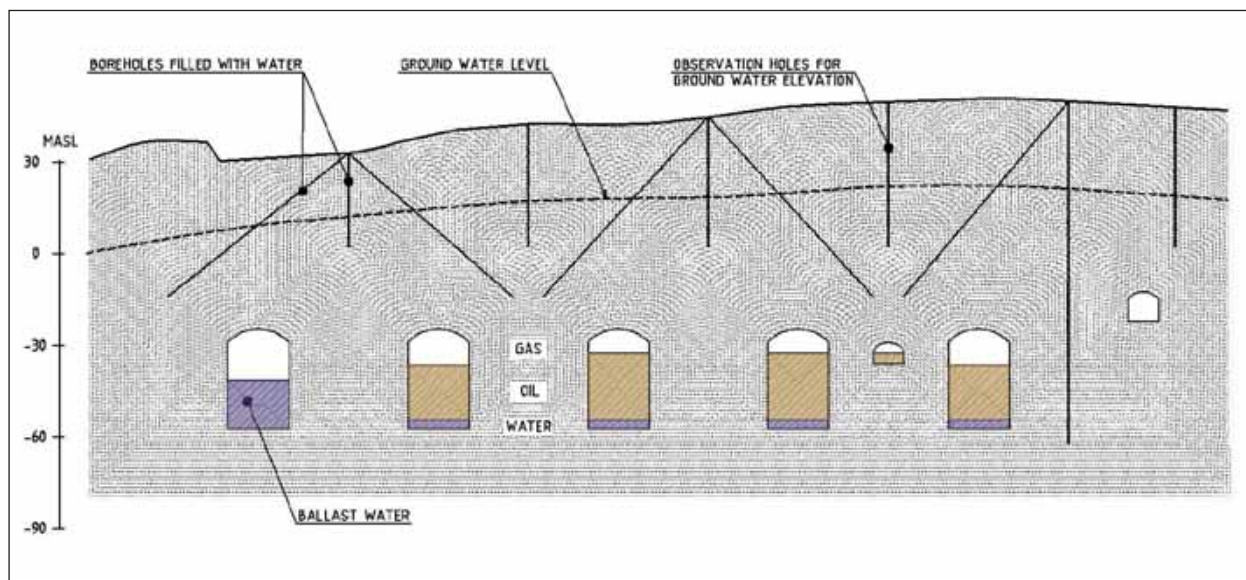 BOREHOLES FILLED WITH WATER
GROUND WATER LEVEL
OBSERVATION HOLES FOR
GROUND WATER ELEVATION
MASL
30
0
-30
-60
-90
GAS
OIL
WATER
BALLAST WATER